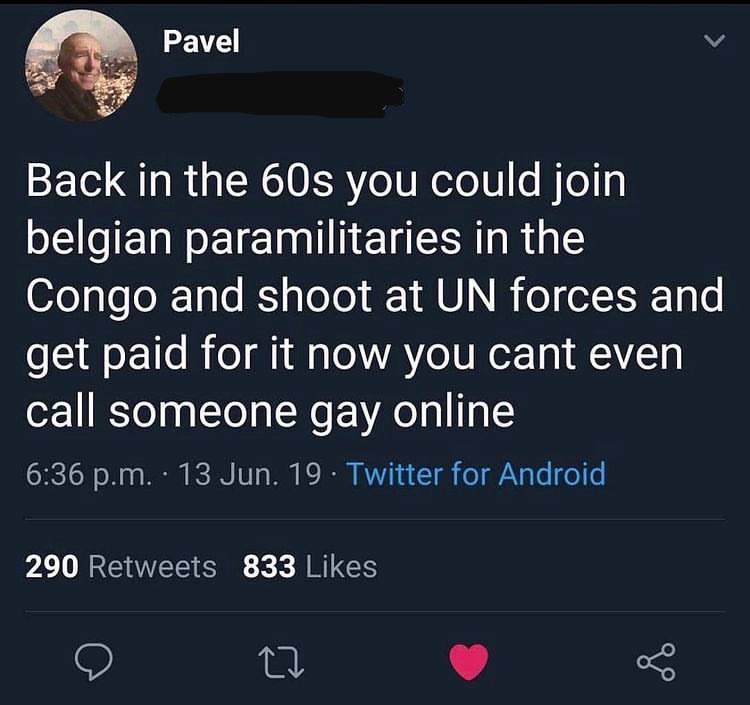 Pavel
Back in the 60s you could join
belgian paramilitaries in the
Congo and shoot at UN forces and
get paid for it now you cant even
call someone gay online
6:36 p.m. · 13 Jun. 19 · Twitter for Android
290 Retweets 833 Likes